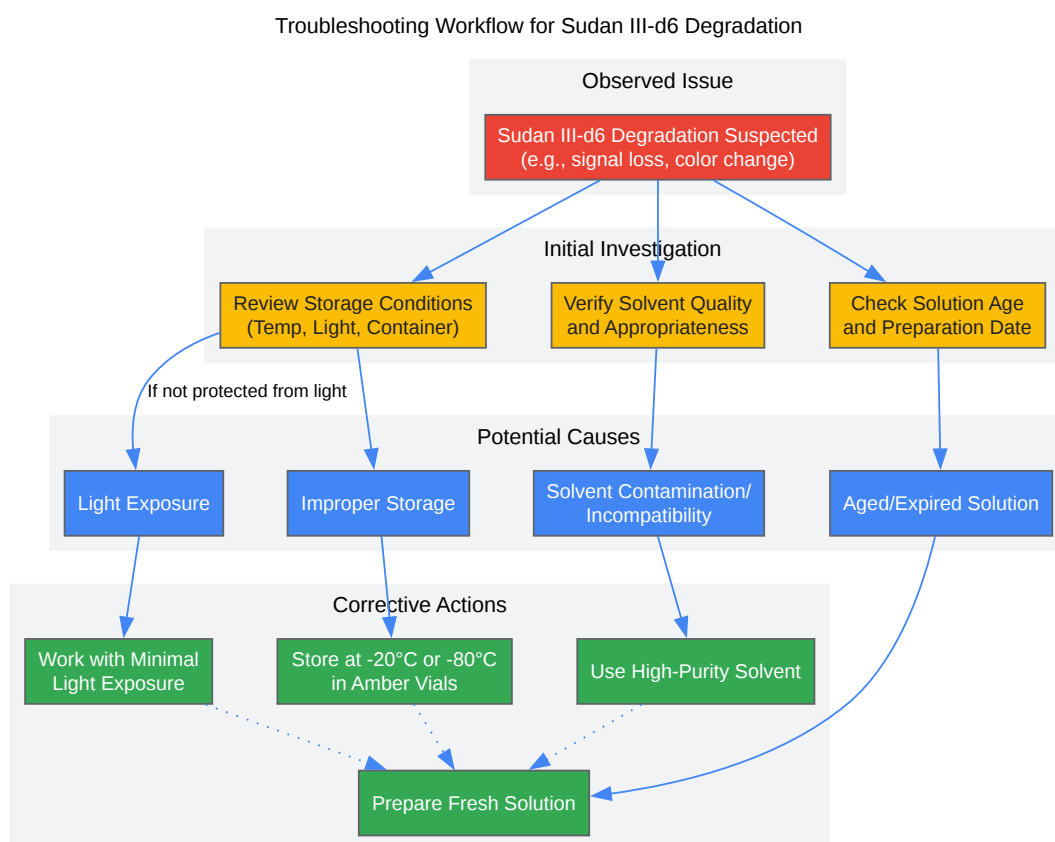 Troubleshooting Workflow for Sudan III-d6 Degradation
Observed Issue
Sudan III-d6 Degradation Suspected
(e.g., signal loss, color change)
Initial Investigation
Review Storage Conditions
(Temp, Light, Container)
Verify Solvent Quality
and Appropriateness
Check Solution Age
and Preparation Date
If not protected from light
Potential Causes
Light Exposure
Improper Storage
Solvent Contamination/
Incompatibility
Aged/Expired Solution
Corrective Actions
Work with Minimal
Light Exposure
Store at -20°C or -80°C
in Amber Vials
Use High-Purity Solvent
Prepare Fresh Solution